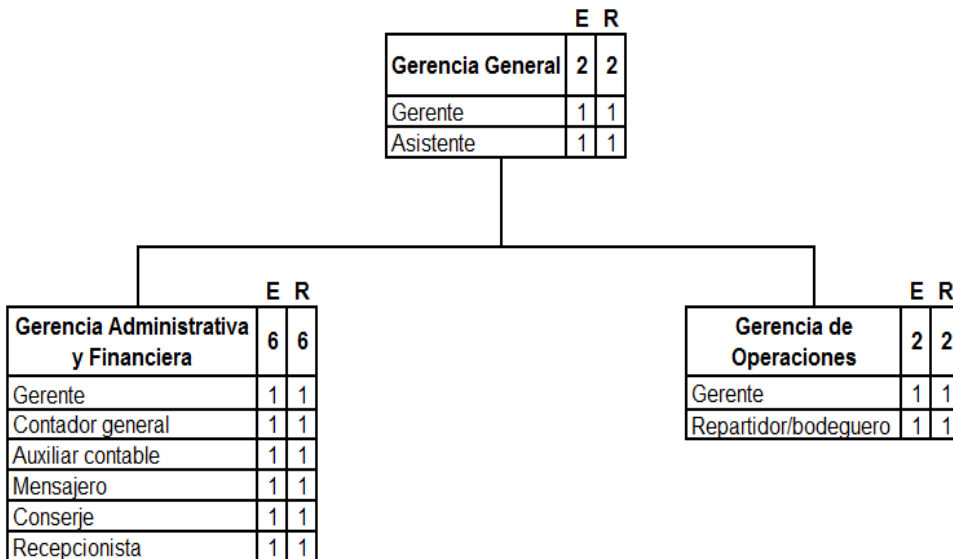 E R
Gerencia General 2 2
Gerente 1 1
Asistente 1 1
E R
Gerencia Administrativa
y Financiera 6 6
Gerente 1 1
Contador general 1 1
Auxiliar contable 1 1
Mensajero 1 1
Conserje 1 1
Recepcionista 1 1
E R
Gerencia de
Operaciones 2 2
Gerente 1 1
Repartidor/bodeguero 1 1